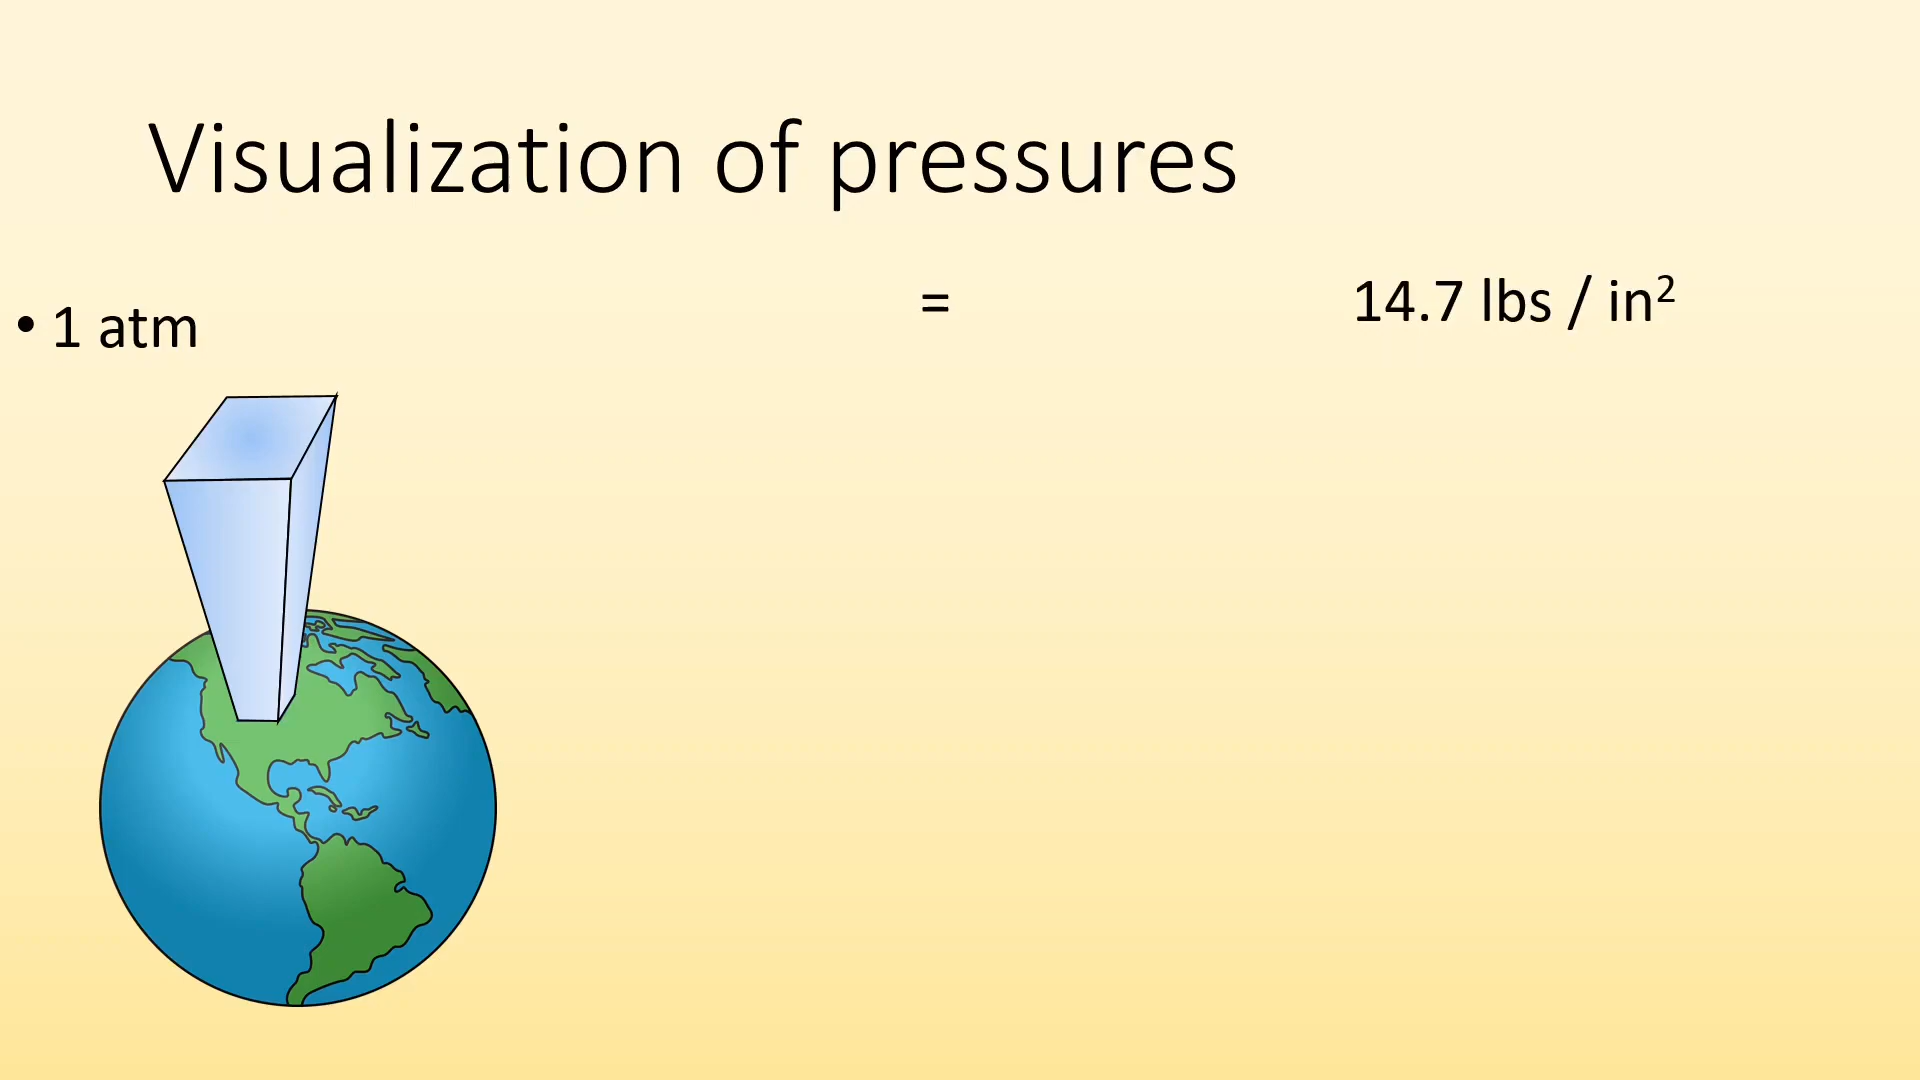 Visualization of pressures
• 1 atm = 14.7 lbs / in²